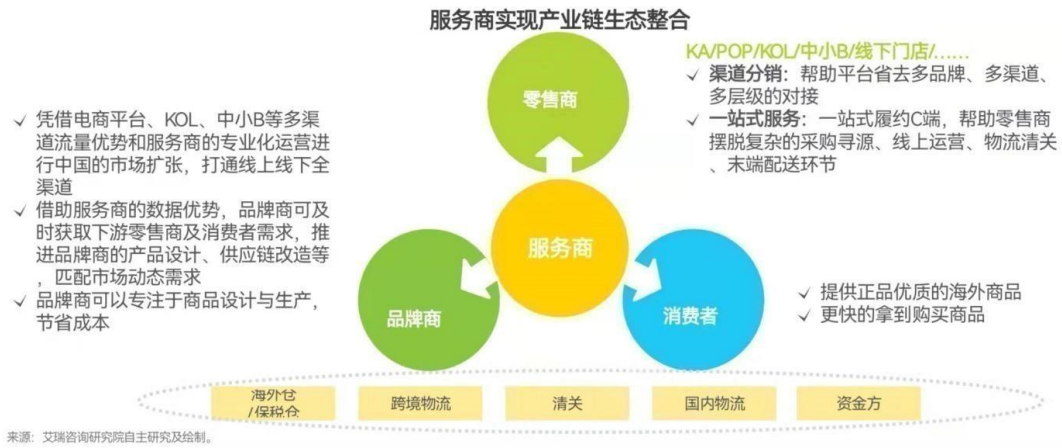 服务商实现产业链生态整合
KA/POP/KOL/中小B/线下门店/……
✓ 渠道分销：帮助平台省去多品牌、多渠道、
多层级的对接
✓ 一站式服务：一站式履约C端，帮助零售商
摆脱复杂的采购寻源、线上运营、物流清关
、末端配送环节
零售商
✓ 凭借电商平台、KOL、中小B等多渠
道流量优势和服务商的专业化运营进
行中国的市场扩张，打通线上线下全
渠道
✓ 借助服务商的数据优势，品牌商可及
时获取下游零售商及消费者需求，推
进品牌商的产品设计、供应链改造等
，匹配市场动态需求
✓ 品牌商可以专注于商品设计与生产，
节省成本
服务商
品牌商
消费者
✓ 提供正品优质的海外商品
✓ 更快的拿到购买商品
海外仓
/保税仓
跨境物流
清关
国内物流
资金方
来源：艾瑞咨询研究院自主研究及绘制。